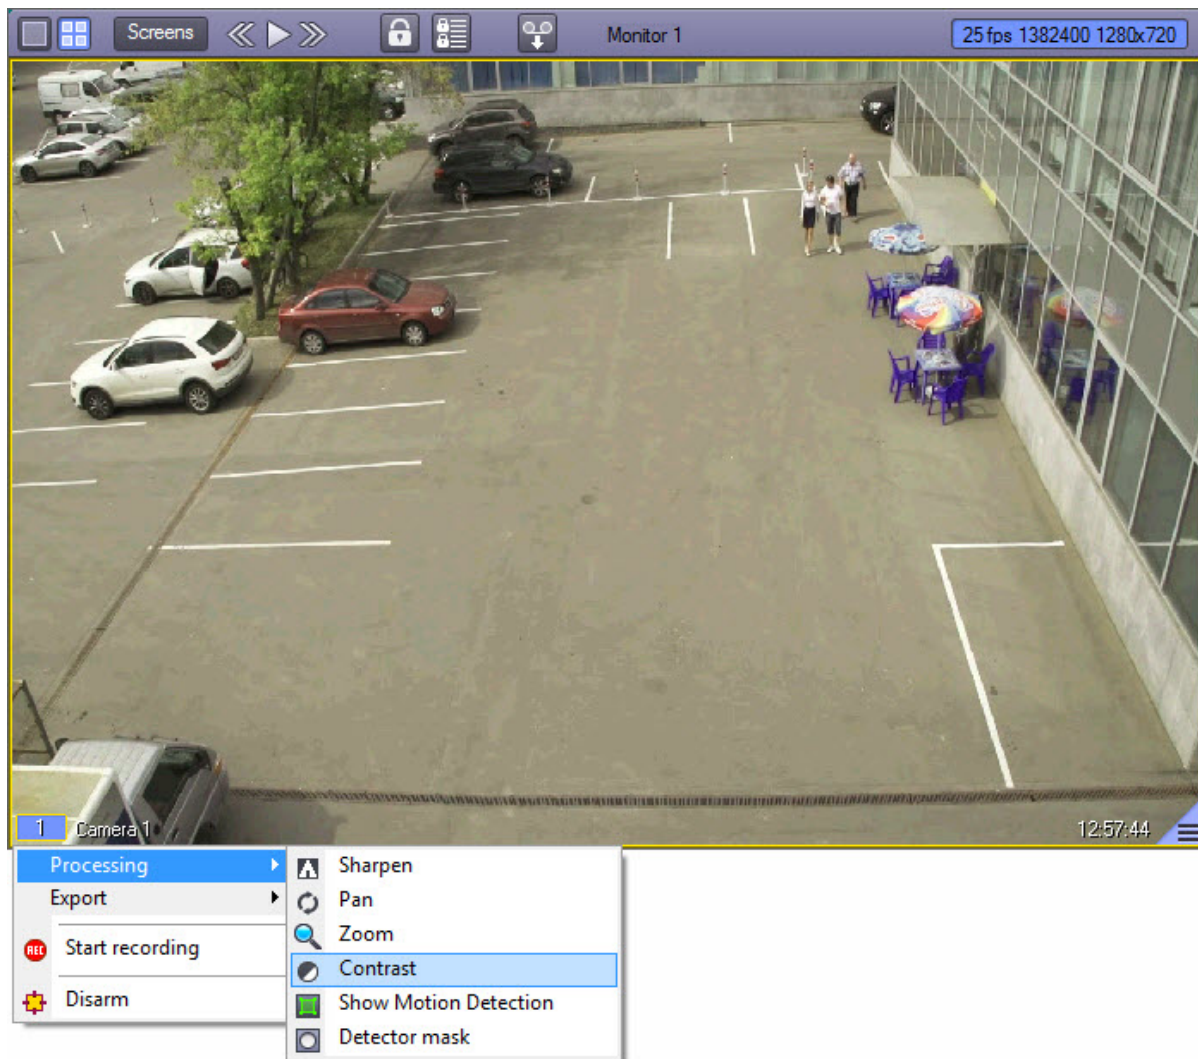 Screens
Monitor 1
25 fps 1382400 1280x720
1 Camera 1
12:57:44
Processing
Export
REC Start recording
Disarm
Sharpen
Pan
Zoom
Contrast
Show Motion Detection
Detector mask